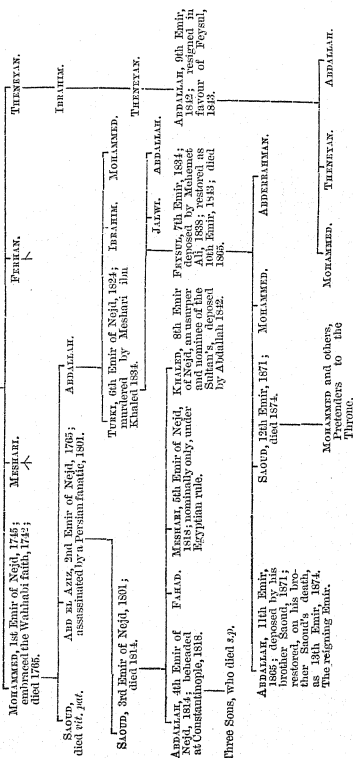 MOHAMMED, 1st Emir of Nejd, 1745;
embraced the Wahhabi faith, 1742;
died 1765.
MESHARI.
FERHAN.
THENEYAN.
SAOUD,
died vit. pat.
ABD EL AZIZ, 2nd Emir of Nejd, 1765;
assassinated by a Persian fanatic, 1801.
ABDALLAH.
IBRAHIM.
SAOUD, 3rd Emir of Nejd, 1801;
died 1814.
TURKI, 6th Emir of Nejd, 1824;
murdered by Meshari ibn
Khaled 1834.
IBRAHIM.
MOHAMMED.
THENEYAN.
ABDALLAH, 4th Emir of
Nejd, 1814; beheaded
at Constantinople, 1818.
FAHAD.
MESHARI, 5th Emir of Nejd,
1818; nominally only, under
Egyptian rule.
KHALED, 8th Emir
of Nejd, an usurper
and nominee of the
Sultan's, deposed
by Abdallah 1842.
FEYSUL, 7th Emir, 1834;
deposed by Mehemet
Ali, 1838; restored as
10th Emir, 1843; died
1865.
JALWI.
ABDALLAH.
ABDALLAH, 9th Emir,
1842; resigned in
favour of Feysul,
1843.
Three Sons, who died s.p.
ABDALLAH, 11th Emir,
1865; deposed by his
brother Saoud, 1871;
restored, on his bro-
ther Saoud's death,
as 13th Emir, 1874.
The reigning Emir.
SAOUD, 12th Emir, 1871;
died 1874.
MOHAMMED.
ABDERRAHMAN.
MOHAMMED and others,
Pretenders to the
Throne.
MOHAMMED.
THENEYAN.
ABDALLAH.